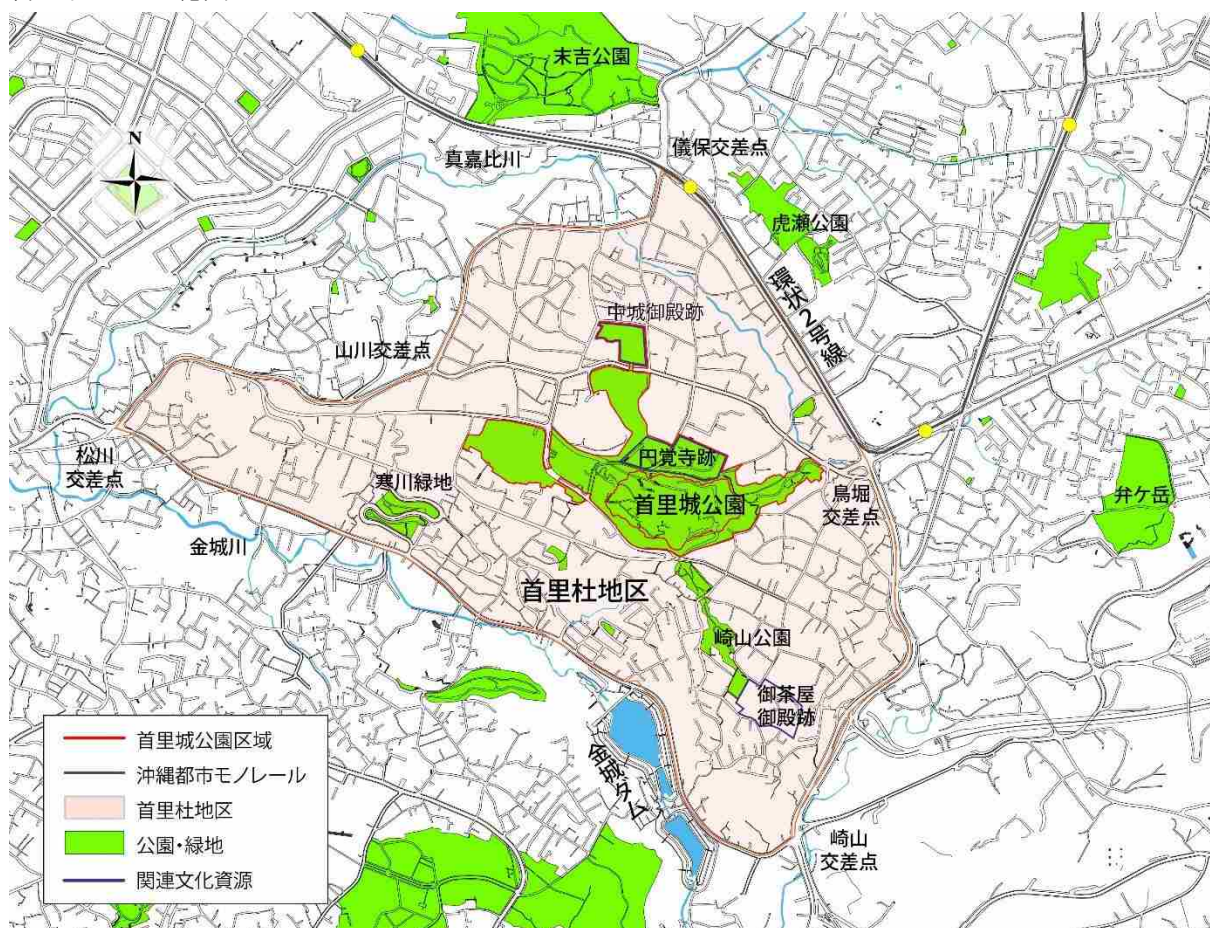 末吉公園
N
真嘉比川
儀保交差点
虎瀬公園
環状2号線
中城御殿跡
山川交差点
松川
交差点
寒川緑地
円覚寺跡
首里城公園
鳥堀
交差点
弁ケ岳
金城川
首里杜地区
崎山公園
御茶屋
御殿跡
金城ダム
崎山
交差点
首里城公園区域
沖縄都市モノレール
首里杜地区
公園・緑地
関連文化資源